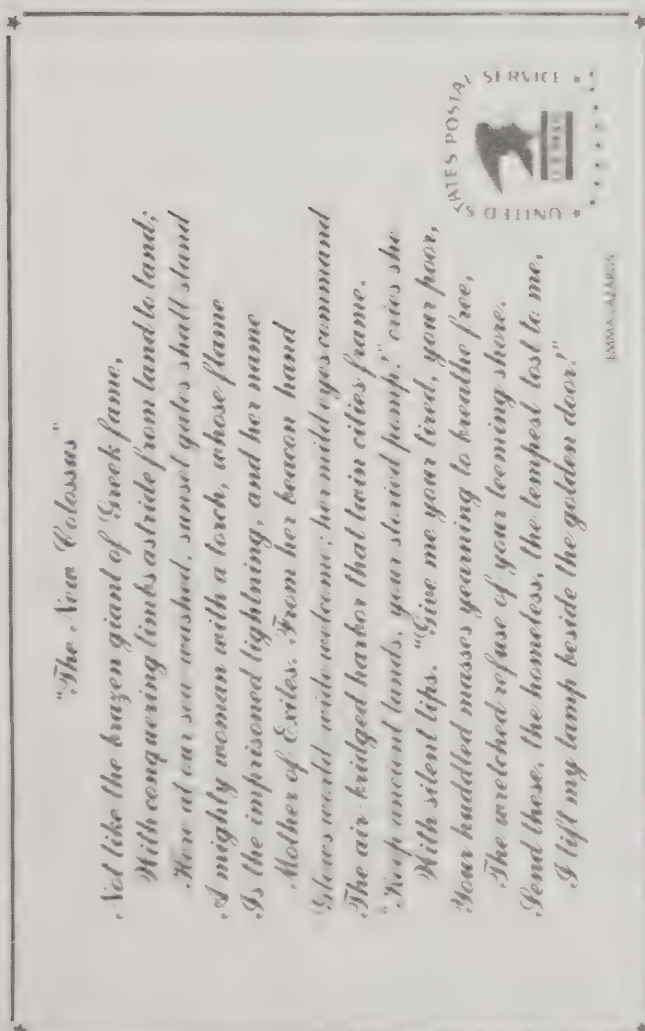 "The New Colossus"
Not like the brazen giant of Greek fame,
With conquering limbs astride from land to land;
Here at our sea-washed, sunset gates shall stand
A mighty woman with a torch, whose flame
Is the imprisoned lightning, and her name
Mother of Exiles. From her beacon hand
Glows world-wide welcome; her mild eyes command
The air-bridged harbor that twin cities frame.
"Keep ancient lands, your storied pomp!" cries she
With silent lips. "Give me your tired, your poor,
Your huddled masses yearning to breathe free,
The wretched refuse of your teeming shore.
Send these, the homeless, the tempest tost to me,
I lift my lamp beside the golden door!"
EMMA LAZARUS
UNITED STATES POSTAL SERVICE
U.S. MAIL